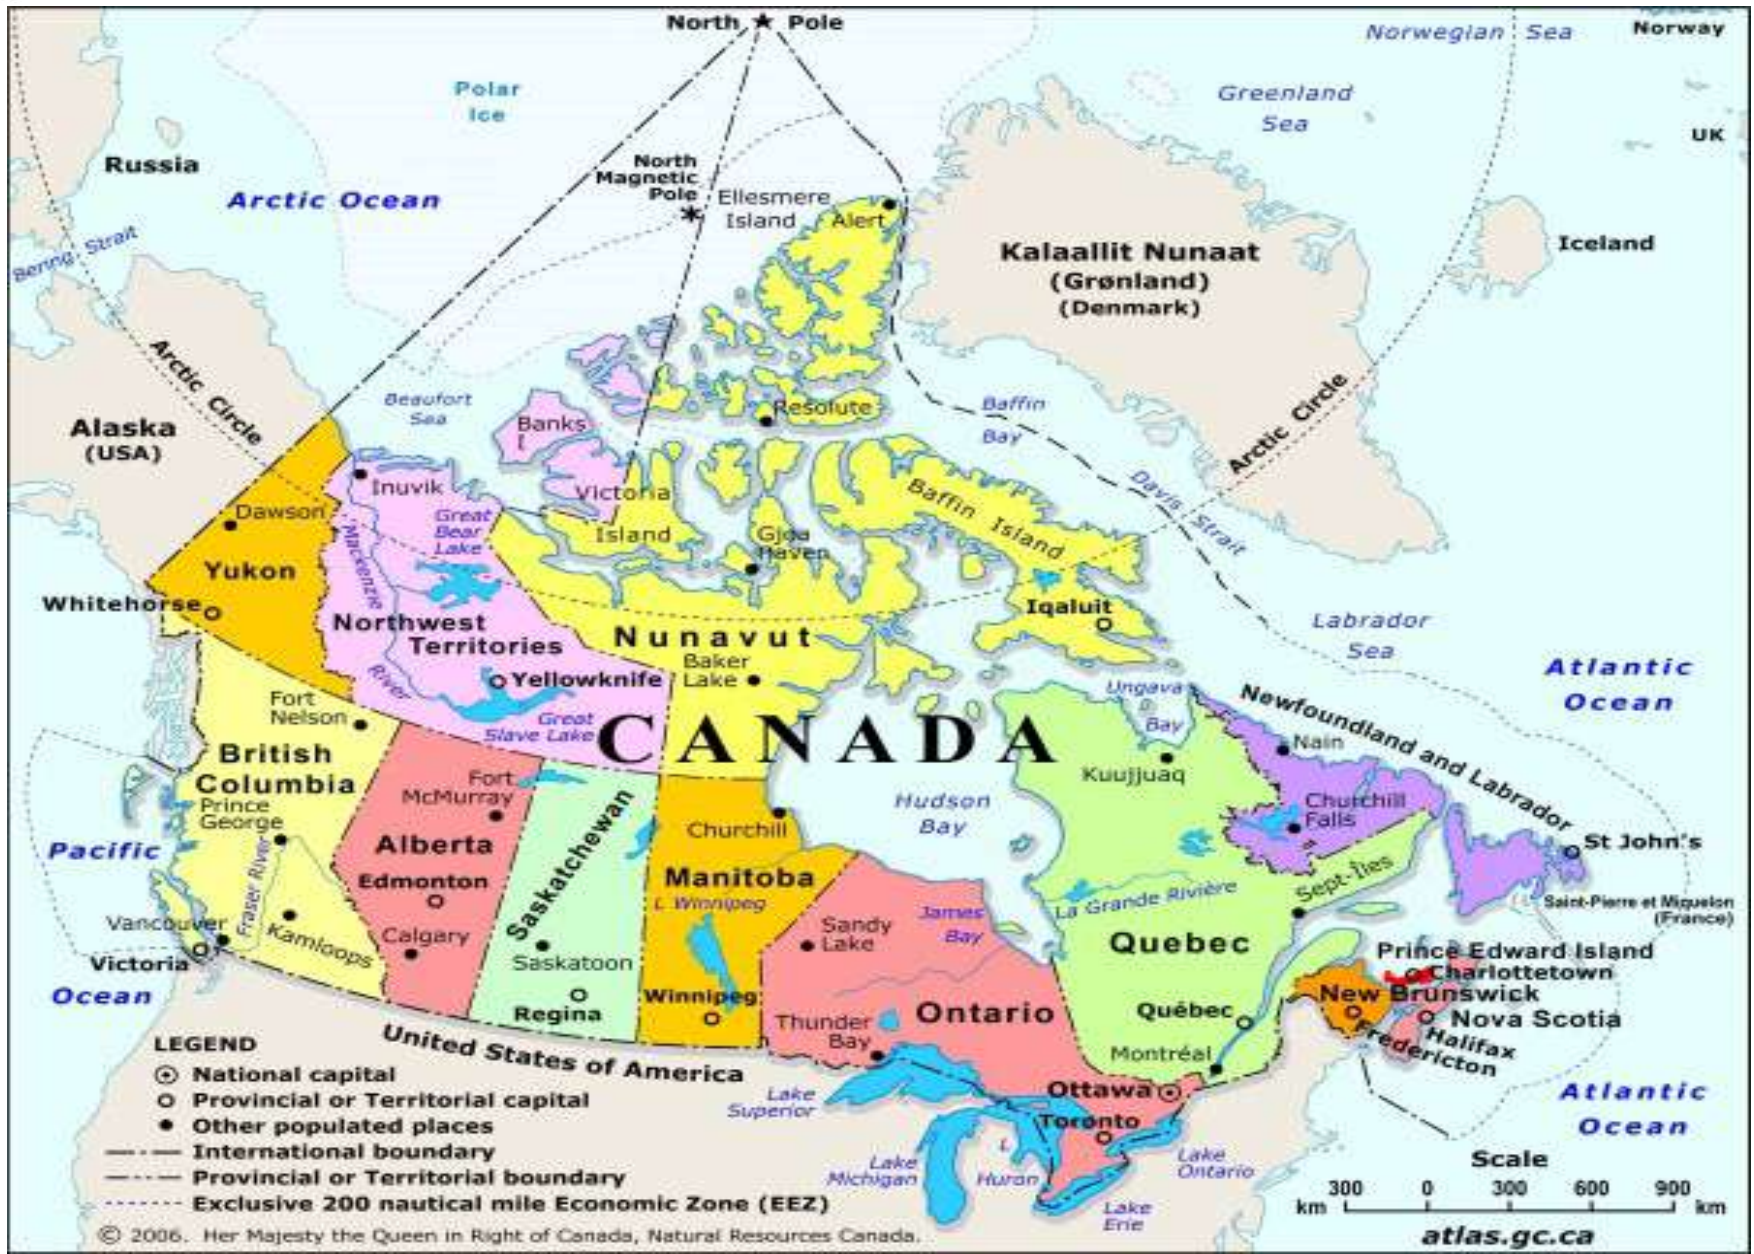 North Pole
Norwegian Sea
Norway
Polar
Ice
Greenland
Sea
UK
Russia
North
Magnetic
Pole
Arctic Ocean
Ellesmere
Island
Alert
Bering Strait
Kalaallit Nunaat
(Grønland)
(Denmark)
Iceland
Arctic Circle
Beaufort
Sea
Alaska
(USA)
Banks
I
Resolute
Baffin
Bay
Arctic Circle
Inuvik
Victoria
Island
Baffin Island
Davis Strait
Dawson
Great
Bear
Lake
Mackenzie
River
Gjoa
Haven
Yukon
Whitehorse
Northwest
Territories
Nunavut
Iqaluit
Labrador
Sea
Yellowknife
Baker
Lake
Atlantic
Ocean
Fort
Nelson
Great
Slave Lake
CANADA
Ungava
Bay
Newfoundland and Labrador
Nain
Kuujjuaq
British
Columbia
Prince
George
Fort
McMurray
Saskatchewan
Hudson
Bay
Churchill
Churchill
Falls
Pacific
Ocean
Alberta
Edmonton
Manitoba
L Winnipeg
La Grande Rivière
Sept-Îles
St John's
Saint-Pierre et Miquelon
(France)
Fraser River
Vancouver
Kamloops
Calgary
Victoria
Saskatoon
Regina
Sandy
Lake
James
Bay
Quebec
Prince Edward Island
Charlottetown
New Brunswick
Nova Scotia
Halifax
Fredericton
Winnipeg
Thunder
Bay
Ontario
Québec
Montréal
United States of America
Ottawa
Toronto
Lake
Superior
Lake
Michigan
L
Huron
Lake
Ontario
Lake
Erie
Atlantic
Ocean
LEGEND
National capital
Provincial or Territorial capital
Other populated places
International boundary
Provincial or Territorial boundary
Exclusive 200 nautical mile Economic Zone (EEZ)
© 2006. Her Majesty the Queen in Right of Canada, Natural Resources Canada.
Scale
300 0 300 600 900
km km
atlas.gc.ca